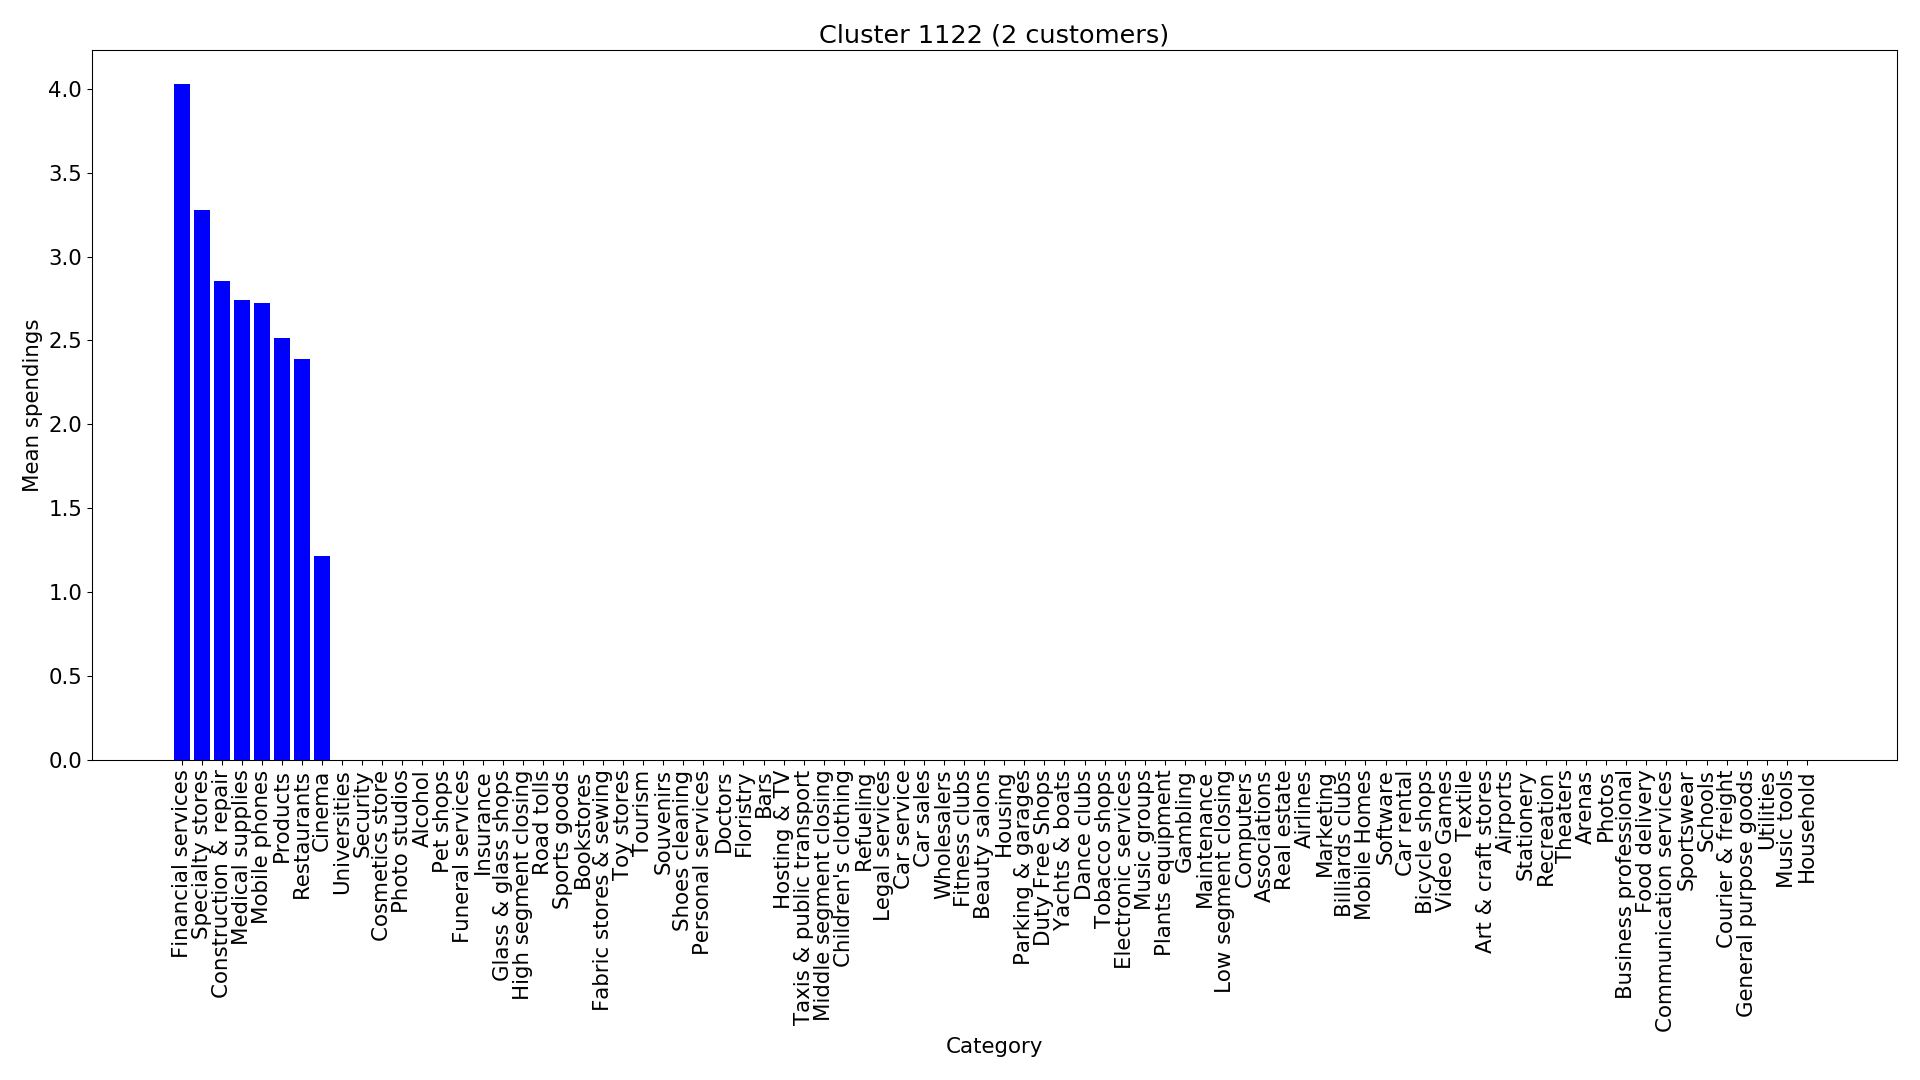 Cluster 1122 (2 customers)
Mean spendings
4.0
3.5
3.0
2.5
2.0
1.5
1.0
0.5
0.0
Financial services
Specialty stores
Construction & repair
Medical supplies
Mobile phones
Products
Restaurants
Cinema
Universities
Security
Cosmetics store
Photo studios
Alcohol
Pet shops
Funeral services
Insurance
Glass & glass shops
High segment closing
Road tolls
Sports goods
Bookstores
Fabric stores & sewing
Toy stores
Tourism
Souvenirs
Shoes cleaning
Personal services
Doctors
Floristry
Bars
Hosting & TV
Taxis & public transport
Middle segment closing
Children's clothing
Refuelling
Legal services
Car service
Car sales
Wholesalers
Fitness clubs
Beauty salons
Housing
Parking & garages
Duty Free Shops
Yachts & boats
Dance clubs
Tobacco shops
Electronic services
Music groups
Plants equipment
Gambling
Maintenance
Low segment closing
Computers
Associations
Real estate
Airlines
Marketing
Billiards clubs
Mobile Homes
Software
Car rental
Bicycle shops
Video Games
Textile
Art & craft stores
Airports
Stationery
Recreation
Theaters
Arenas
Photos
Business professional
Food delivery
Communication services
Sportswear
Schools
Courier & freight
General purpose goods
Utilities
Music tools
Household
Category